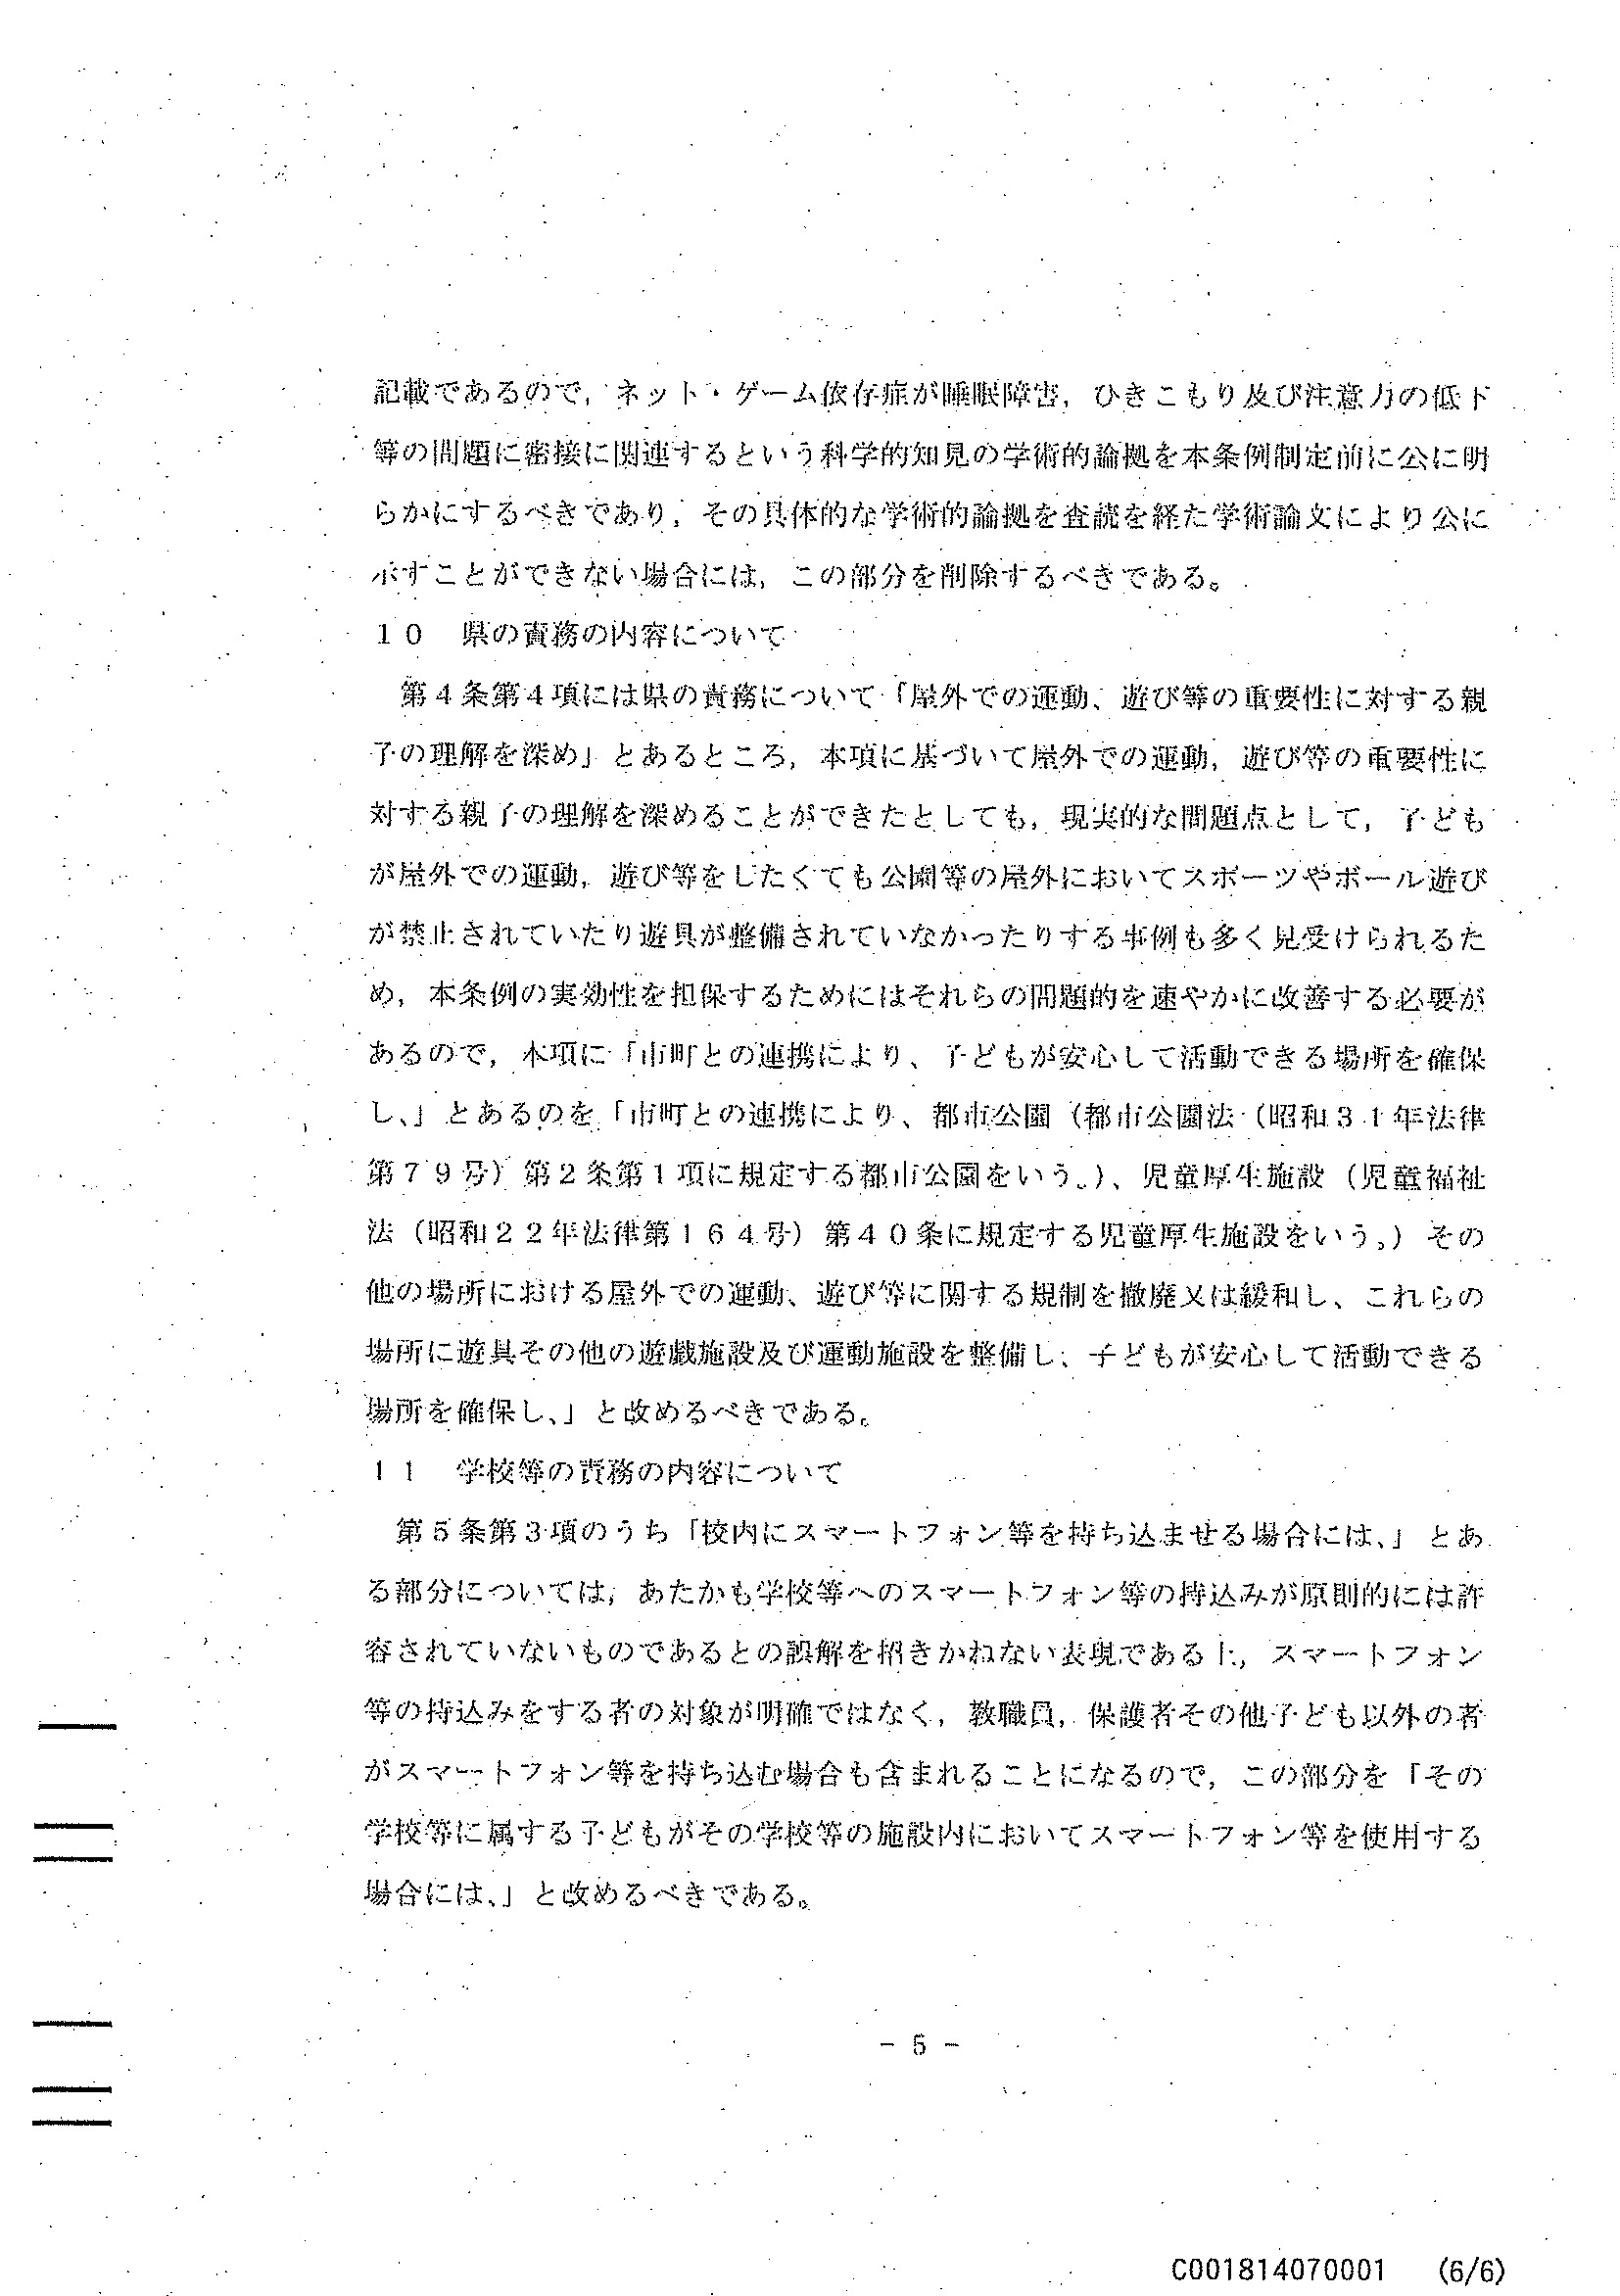 記載であるので，ネット・ゲーム依存症が睡眠障害，ひきこもり及び注意力の低下
等の問題に密接に関連するという科学的知見の学術的論拠を本条例制定前に公に明
らかにするべきであり，その具体的な学術的論拠を査読を経た学術論文により公に
示すことができない場合には，この部分を削除するべきである。
１０　県の責務の内容について
　第４条第４項には県の責務について「屋外での運動、遊び等の重要性に対する親
子の理解を深め」とあるところ，本項に基づいて屋外での運動，遊び等の重要性に
対する親子の理解を深めることができたとしても，現実的な問題点として，子ども
が屋外での運動，遊び等をしたくても公園等の屋外においてスポーツやボール遊び
が禁止されていたり遊具が整備されていなかったりする事例も多く見受けられるた
め，本条例の実効性を担保するためにはそれらの問題的を速やかに改善する必要が
あるので，本項に「市町との連携により、子どもが安心して活動できる場所を確保
し、」とあるのを「市町との連携により、都市公園（都市公園法（昭和３１年法律
第７９号）第２条第１項に規定する都市公園をいう。）、児童厚生施設（児童福祉
法（昭和２２年法律第１６４号）第４０条に規定する児童厚生施設をいう。）その
他の場所における屋外での運動、遊び等に関する規制を撤廃又は緩和し、これらの
場所に遊具その他の遊戯施設及び運動施設を整備し、子どもが安心して活動できる
場所を確保し、」と改めるべきである。
１１　学校等の責務の内容について
　第５条第３項のうち「校内にスマートフォン等を持ち込ませる場合には、」とあ
る部分については，あたかも学校等へのスマートフォン等の持込みが原則的には許
容されていないものであるとの誤解を招きかねない表現である上，スマートフォン
等の持込みをする者の対象が明確ではなく，教職員，保護者その他子ども以外の者
がスマートフォン等を持ち込む場合も含まれることになるので，この部分を「その
学校等に属する子どもがその学校等の施設内においてスマートフォン等を使用する
場合には、」と改めるべきである。
－ 5 －
C001814070001　(6/6)